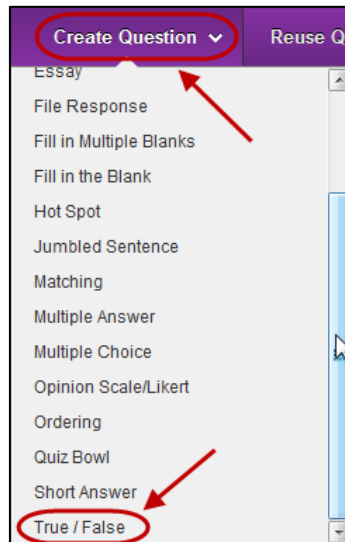 Create Question Reuse Q
Essay
File Response
Fill in Multiple Blanks
Fill in the Blank
Hot Spot
Jumbled Sentence
Matching
Multiple Answer
Multiple Choice
Opinion Scale/Likert
Ordering
Quiz Bowl
Short Answer
True / False